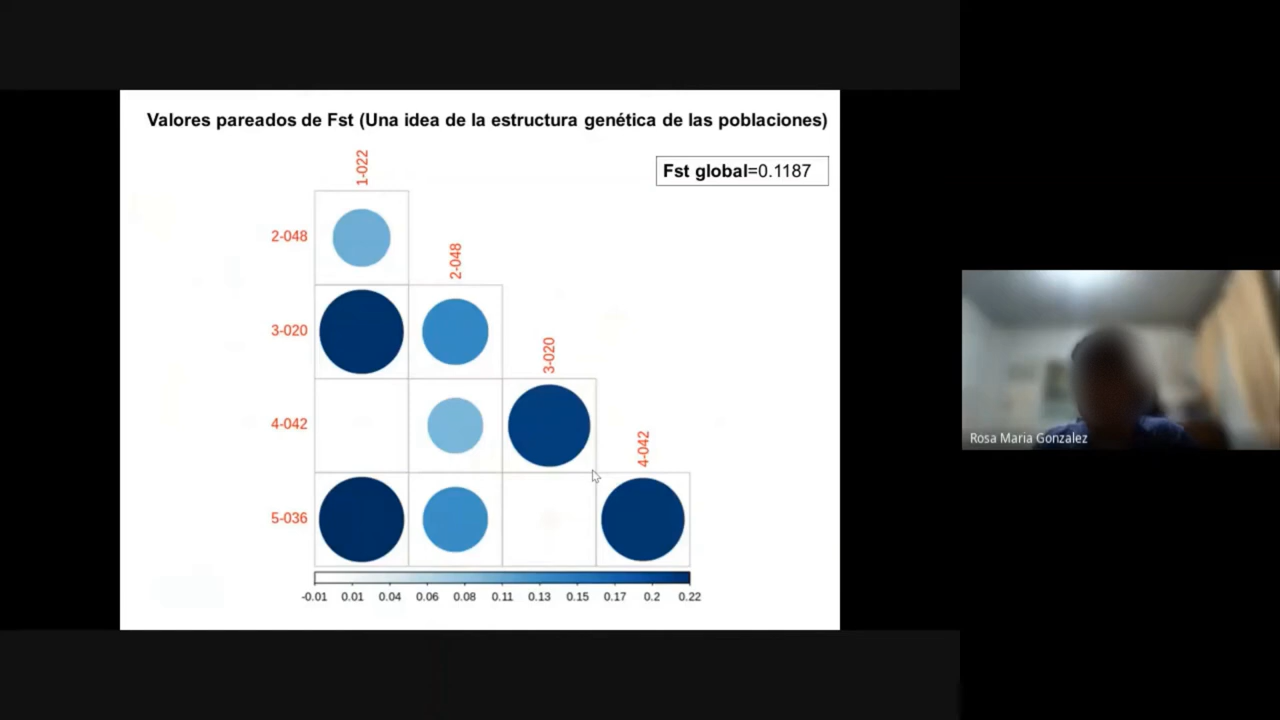 Valores pareados de Fst (Una idea de la estructura genética de las poblaciones)
Fst global=0.1187
1-022
2-048
2-048
3-020
3-020
4-042
4-042
5-036
-0.01 0.01 0.04 0.06 0.08 0.11 0.13 0.15 0.17 0.2 0.22
Rosa Maria Gonzalez